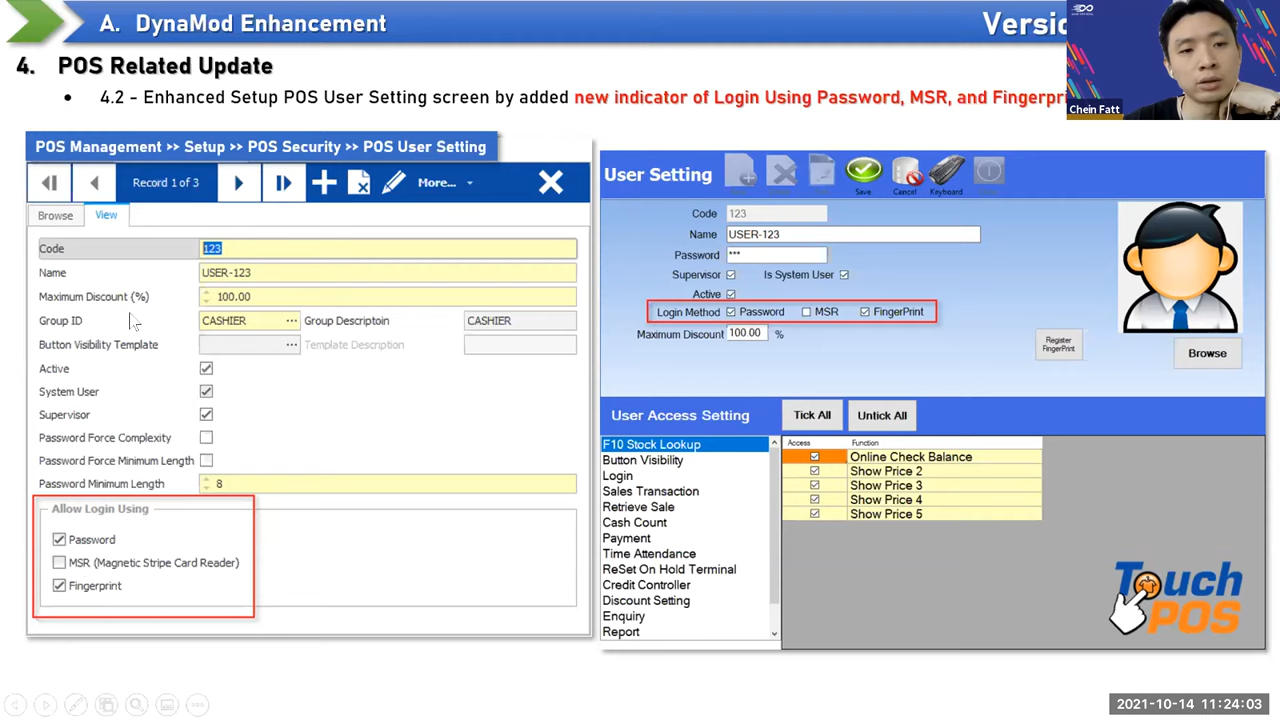 A. DynaMod Enhancement
Versio
4. POS Related Update
• 4.2 - Enhanced Setup POS User Setting screen by added new indicator of Login Using Password, MSR, and Fingerpri
Chein Fatt
POS Management >> Setup >> POS Security >> POS User Setting
Record 1 of 3
More...
Browse
View
Code 123
Name USER-123
Maximum Discount (%) 100.00
Group ID CASHIER ... Group Descriptoin CASHIER
Button Visibility Template ... Template Description
Active
System User
Supervisor
Password Force Complexity
Password Force Minimum Length
Password Minimum Length 8
Allow Login Using
Password
MSR (Magnetic Stripe Card Reader)
Fingerprint
User Setting
Save
Cancel
Keyboard
Code 123
Name USER-123
Password ***
Supervisor Is System User
Active
Login Method Password MSR FingerPrint
Maximum Discount 100.00 %
Register
FingerPrint
Browse
User Access Setting
Tick All
Untick All
F10 Stock Lookup
Button Visibility
Login
Sales Transaction
Retrieve Sale
Cash Count
Payment
Time Attendance
ReSet On Hold Terminal
Credit Controller
Discount Setting
Enquiry
Report
Access Function
Online Check Balance
Show Price 2
Show Price 3
Show Price 4
Show Price 5
Touch
POS
2021-10-14 11:24:03